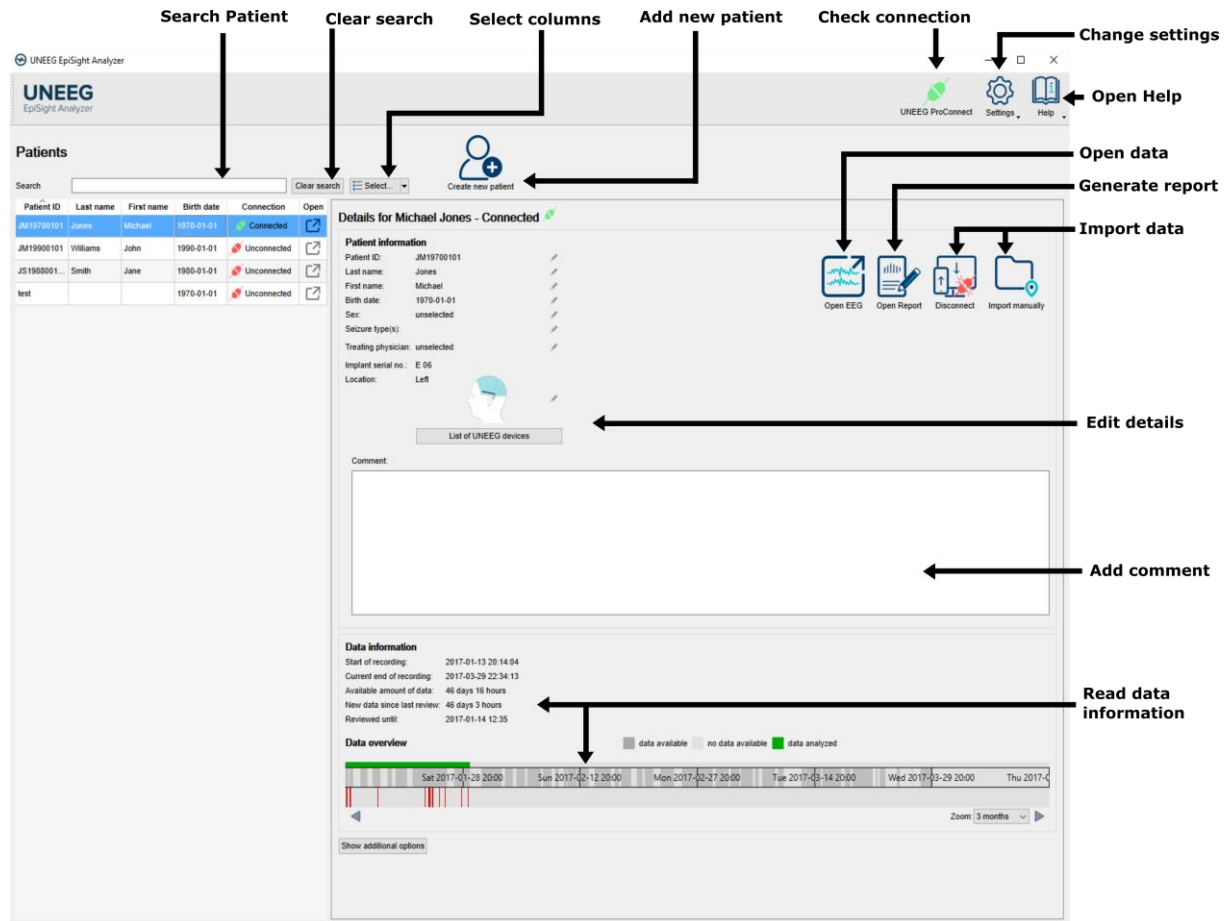 Search Patient
Clear search
Select columns
Add new patient
Check connection
Change settings
UNEEG EpiSight Analyzer
UNEEG
EpiSight Analyzer
UNEEG ProConnect
Settings
Help
Open Help
Patients
Open data
Search
Clear search
Select...
Create new patient
Generate report
Patient ID Last name First name Birth date Connection Open
JM19700101 Jones Michael 1970-01-01 Connected
JM19900101 Williams John 1990-01-01 Unconnected
JS1988001... Smith Jane 1980-01-01 Unconnected
test 1970-01-01 Unconnected
Details for Michael Jones - Connected
Import data
Patient information
Patient ID: JM19700101
Last name: Jones
First name: Michael
Birth date: 1970-01-01
Sex: unselected
Seizure type(s):
Treating physician: unselected
Implant serial no.: E 06
Location: Left
Open EEG
Open Report
Disconnect
Import manually
List of UNEEG devices
Edit details
Comment:
Add comment
Data information
Start of recording: 2017-01-13 20:14:04
Current end of recording: 2017-03-29 22:34:13
Available amount of data: 46 days 16 hours
New data since last review: 46 days 3 hours
Reviewed until: 2017-01-14 12:35
Read data
information
Data overview
data available no data available data analyzed
Sat 2017-01-28 20:00 Sun 2017-02-12 20:00 Mon 2017-02-27 20:00 Tue 2017-03-14 20:00 Wed 2017-03-29 20:00 Thu 2017-0
Zoom: 3 months
Show additional options